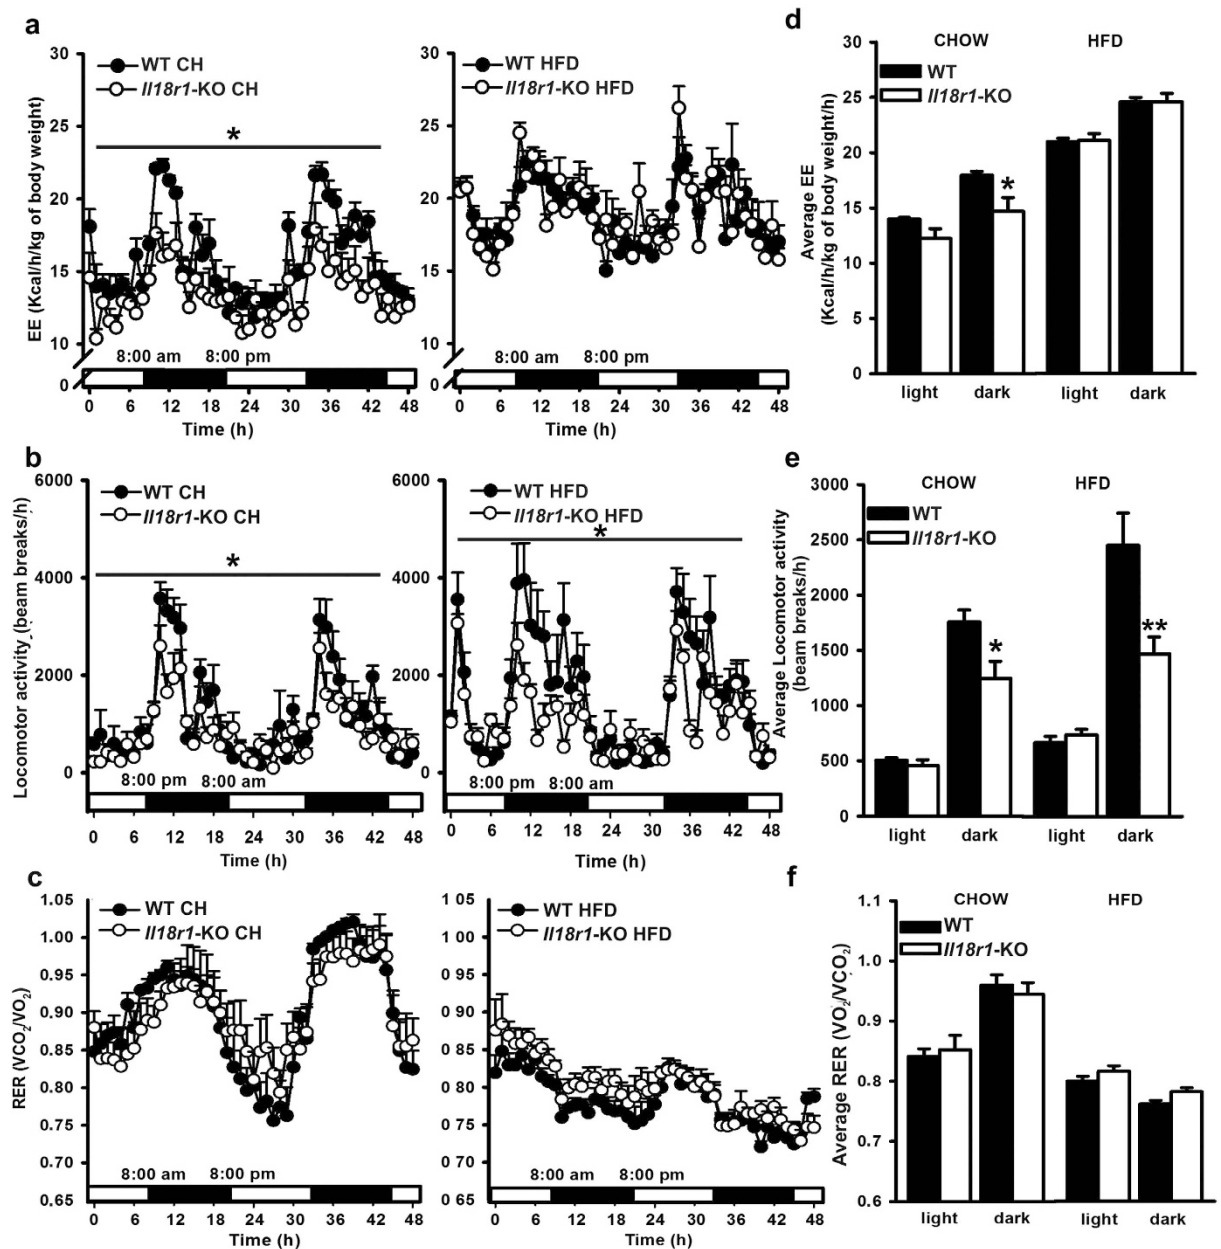 a
30
25
20
15
10
0
EE (Kcal/h/kg of body weight)
WT CH
Il18r1-KO CH
*
8:00 am 8:00 pm
0 6 12 18 24 30 36 42 48
Time (h)
30
25
20
15
10
0
WT HFD
Il18r1-KO HFD
8:00 am 8:00 pm
0 6 12 18 24 30 36 42 48
Time (h)
d
CHOW HFD
WT
Il18r1-KO
30
25
20
15
10
5
0
Average EE
(Kcal/h/kg of body weight/h)
*
light dark light dark
b
6000
4000
2000
0
Locomotor activity (beam breaks/h)
WT CH
Il18r1-KO CH
*
8:00 pm 8:00 am
0 6 12 18 24 30 36 42 48
Time (h)
6000
4000
2000
0
WT HFD
Il18r1-KO HFD
*
8:00 pm 8:00 am
0 6 12 18 24 30 36 42 48
Time (h)
e
CHOW HFD
WT
Il18r1-KO
3000
2500
2000
1500
1000
500
0
Average Locomotor activity
(beam breaks/h)
*
**
light dark light dark
c
1.05
1.00
0.95
0.90
0.85
0.80
0.75
0 65
RER (VCO2/VO2)
WT CH
Il18r1-KO CH
8:00 am 8:00 pm
0 6 12 18 24 30 36 42 48
Time (h)
1 05
1 00
0 95
0 90
0 85
0 80
0 75
0 65
WT HFD
Il18r1-KO HFD
8:00 am 8:00 pm
0 6 12 18 24 30 36 42 48
Time (h)
f
CHOW HFD
WT
Il18r1-KO
1.1
1.0
0.9
0.8
0.7
0.6
Average RER (VO2/VCO2)
light dark light dark